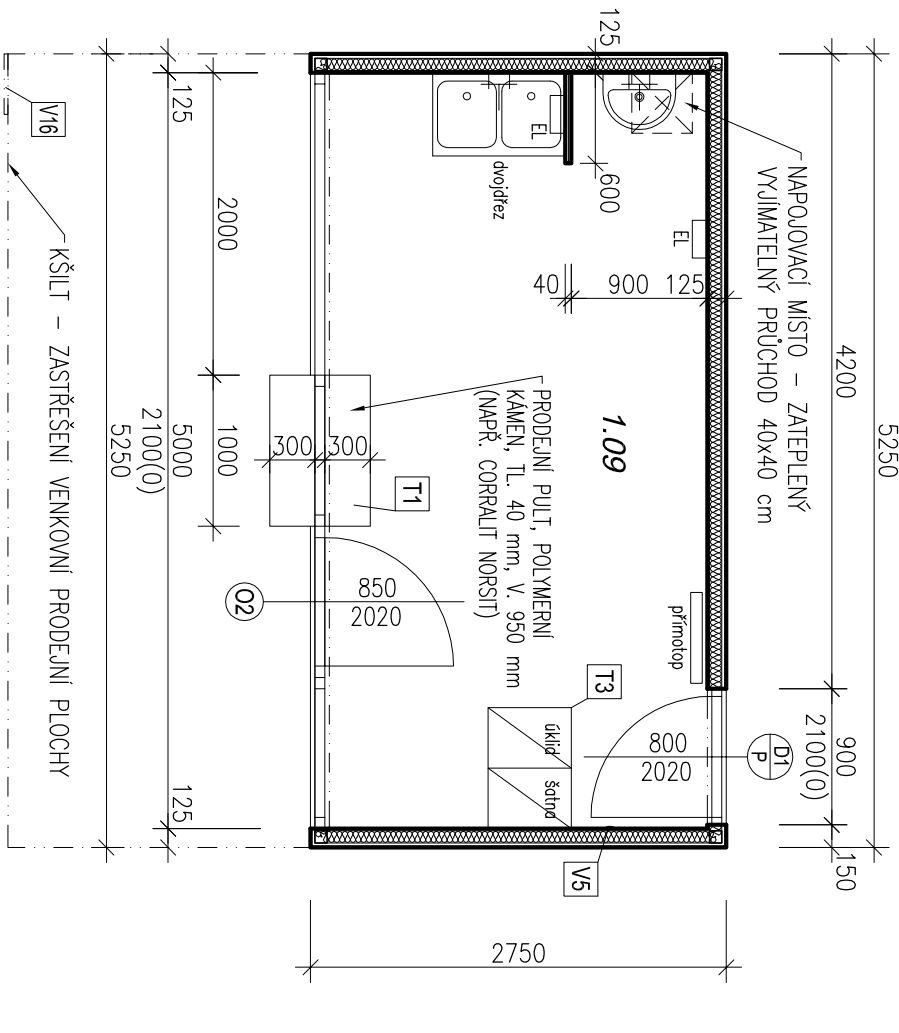 5250
4200
900
2100(0)
150
NAPOJOVACÍ MÍSTO - ZATEPLENÝ
VYJÍMATELNÝ PRŮCHOD 40x40 cm
125
600
EL
EL
dvojdřez
40
900
125
1.09
PRODEJNÍ PULT, POLYMERNÍ
KÁMEN, TL. 40 mm, V. 950 mm
(NAPŘ. CORRALIT NORSIT)
přímotop
D1
P
800
2020
T3
úklid
šatna
V5
T1
300
300
850
2020
O2
2750
2000
1000
125
5000
2100(0)
125
5250
V16
KŠILT - ZASTŘEŠENÍ VENKOVNÍ PRODEJNÍ PLOCHY